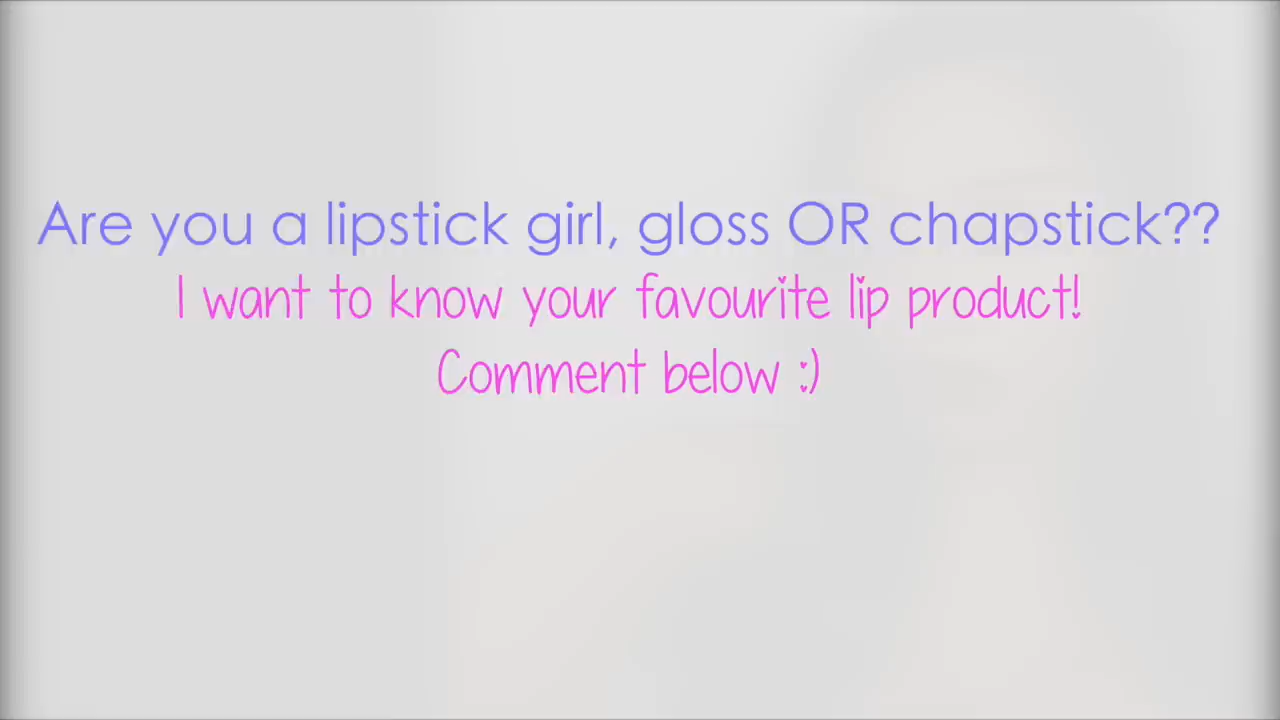 Are you a lipstick girl, gloss OR chapstick??
I want to know your favourite lip product!
Comment below :)